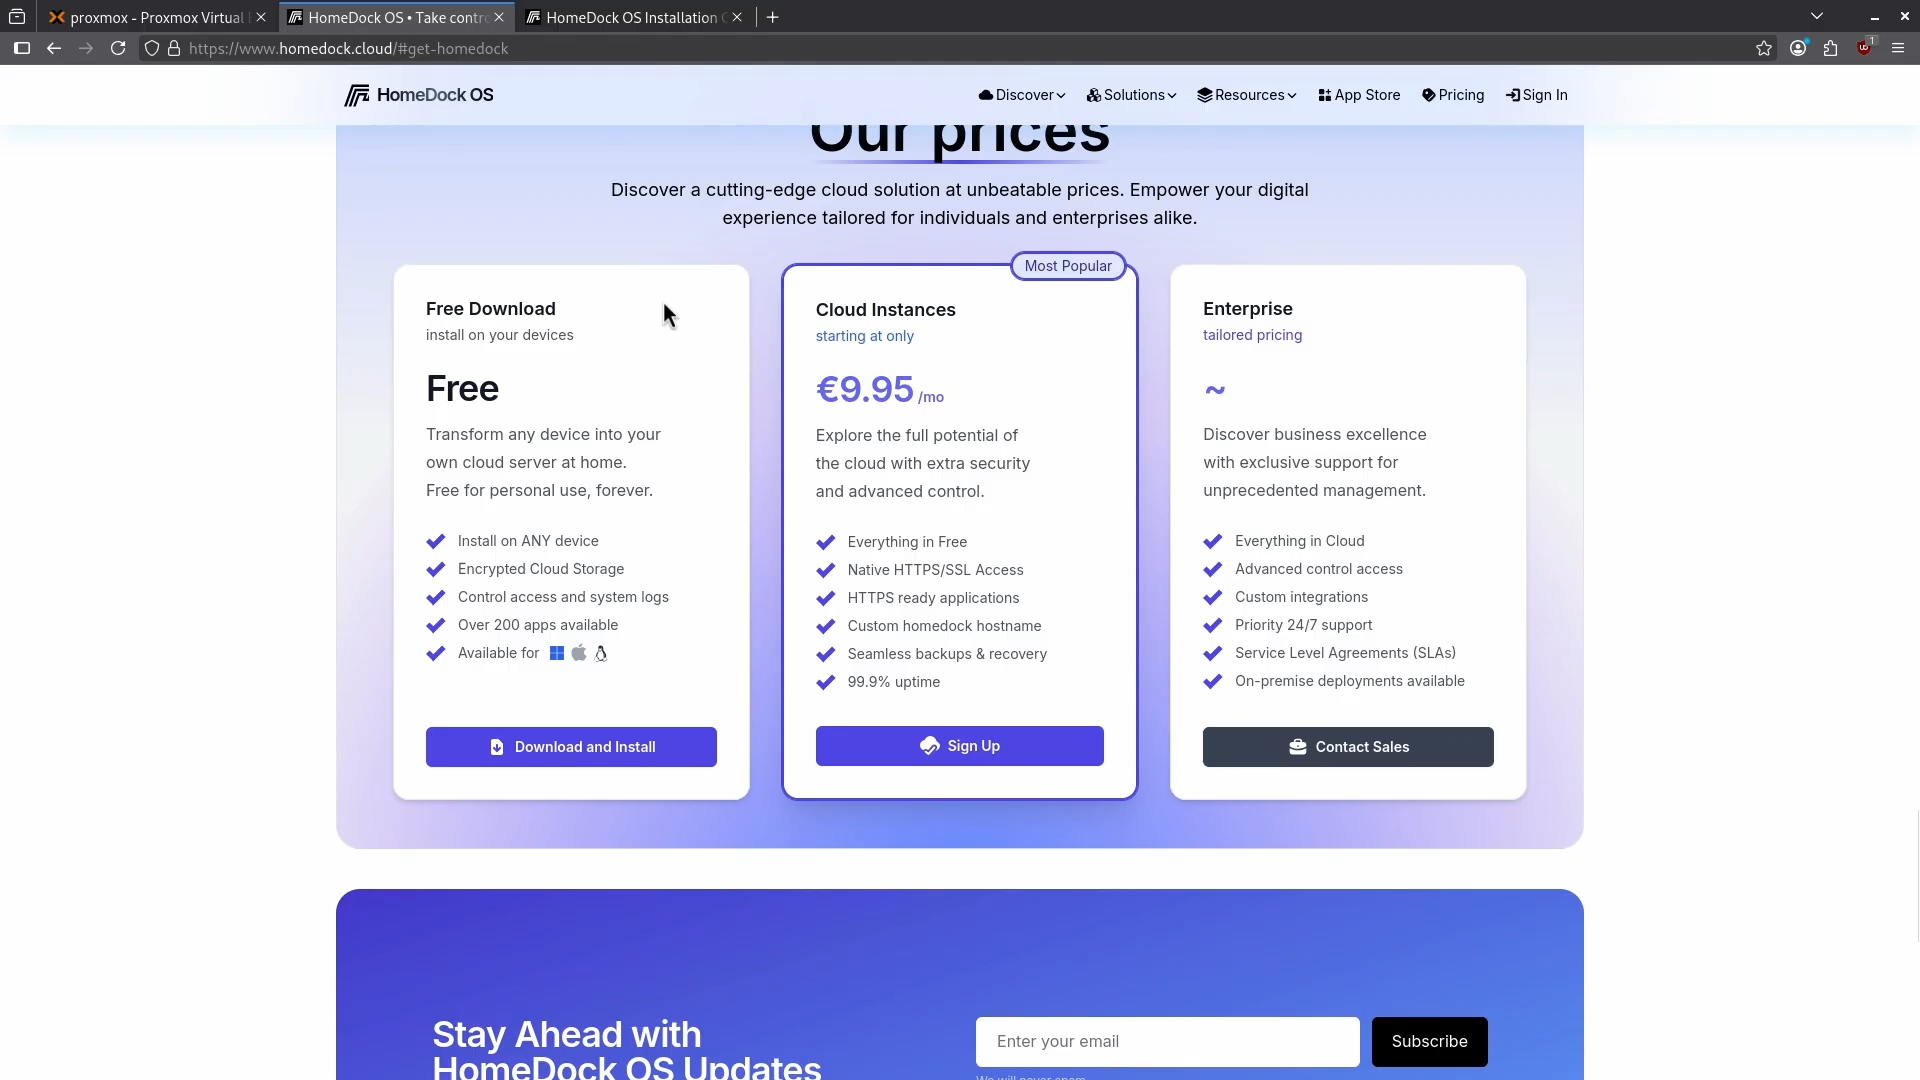 proxmox - Proxmox Virtual
HomeDock OS • Take contro
HomeDock OS Installation
https://www.homedock.cloud/#get-homedock
1
HomeDock OS
Discover
Solutions
Resources
App Store
Pricing
Sign In
Our prices
Discover a cutting-edge cloud solution at unbeatable prices. Empower your digital
experience tailored for individuals and enterprises alike.
Free Download
install on your devices
Free
Transform any device into your
own cloud server at home.
Free for personal use, forever.
Install on ANY device
Encrypted Cloud Storage
Control access and system logs
Over 200 apps available
Available for
Download and Install
Most Popular
Cloud Instances
starting at only
€9.95 /mo
Explore the full potential of
the cloud with extra security
and advanced control.
Everything in Free
Native HTTPS/SSL Access
HTTPS ready applications
Custom homedock hostname
Seamless backups & recovery
99.9% uptime
Sign Up
Enterprise
tailored pricing
~
Discover business excellence
with exclusive support for
unprecedented management.
Everything in Cloud
Advanced control access
Custom integrations
Priority 24/7 support
Service Level Agreements (SLAs)
On-premise deployments available
Contact Sales
Stay Ahead with
HomeDock OS Updates
Enter your email
Subscribe
We will never spam